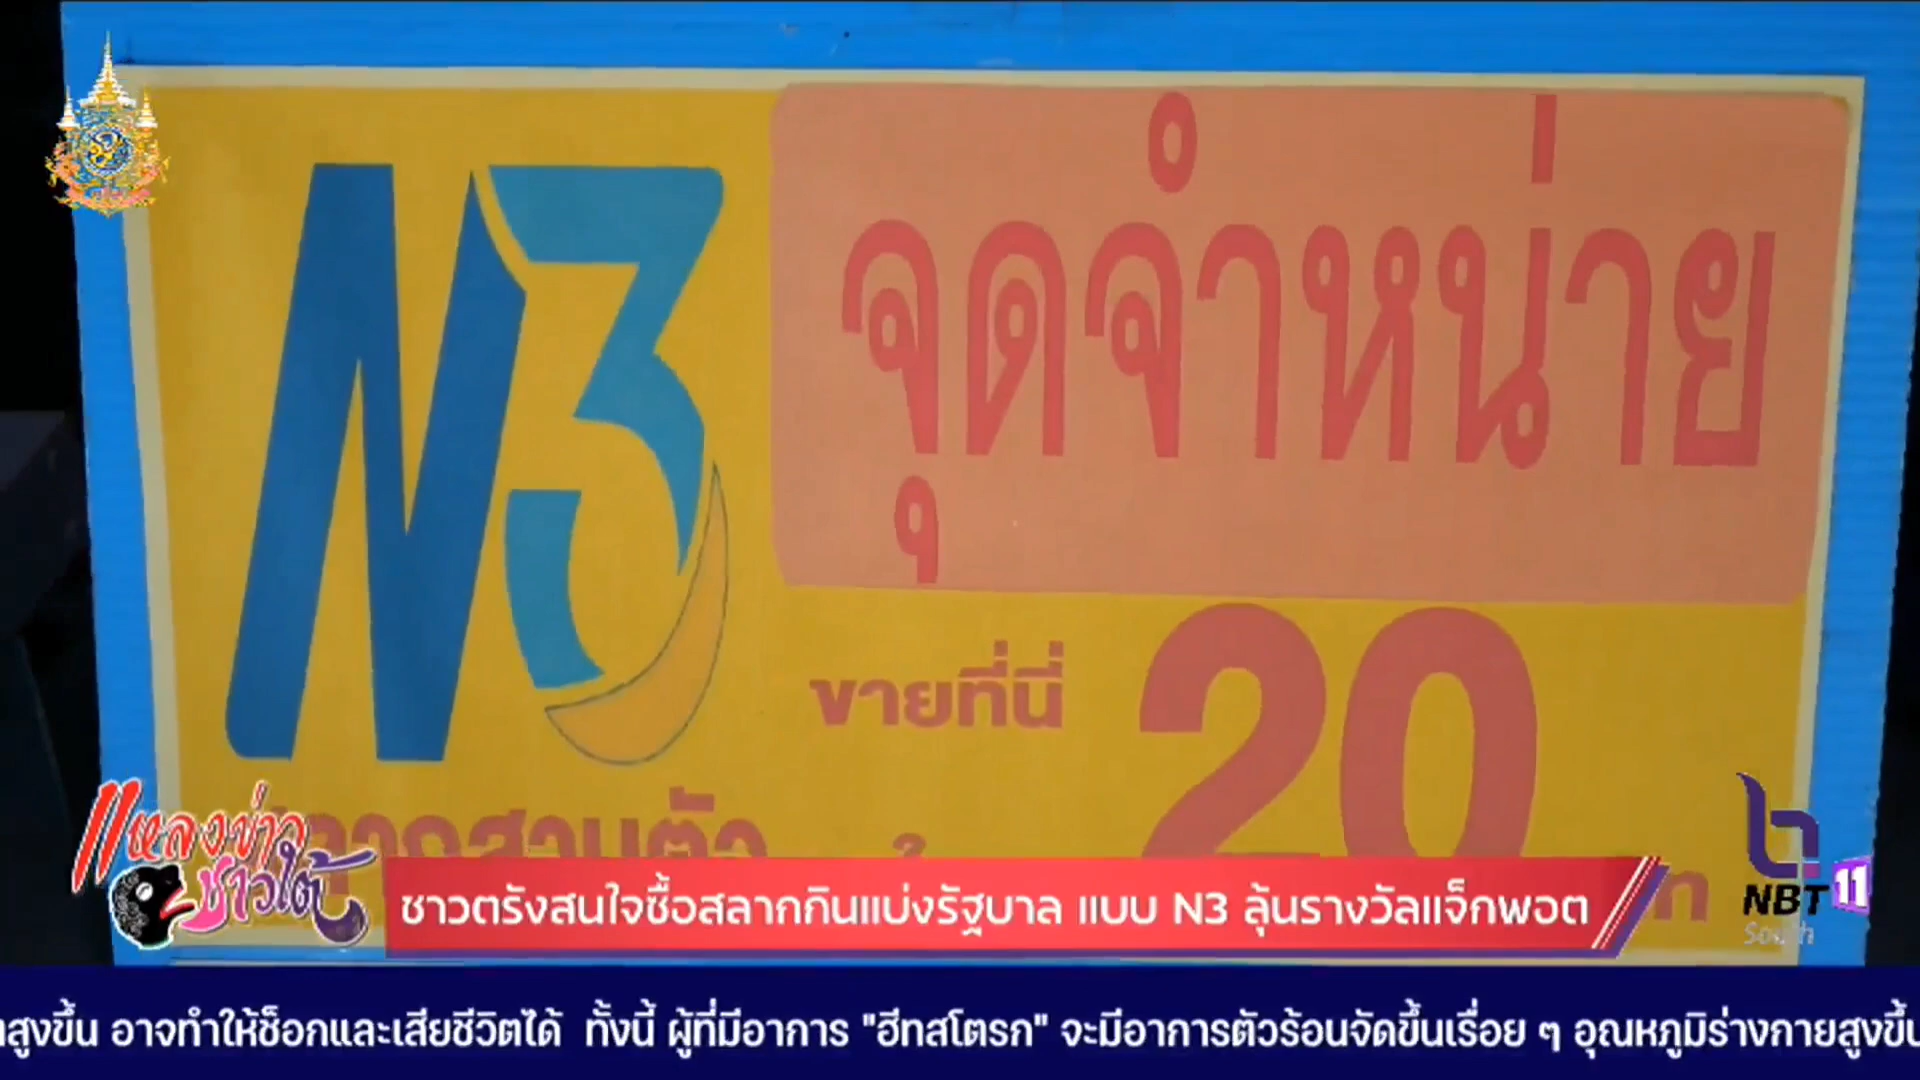 N3
จุดจำหน่าย
ขายที่นี่ 20
แหลงข่าว
ชาวใต้
ชาวตรังสนใจซื้อสลากกินแบ่งรัฐบาล แบบ N3 ลุ้นรางวัลแจ็กพอต
NBT 11
South
สูงขึ้น อาจทำให้ช็อกและเสียชีวิตได้ ทั้งนี้ ผู้ที่มีอาการ "ฮีทสโตรก" จะมีอาการตัวร้อนจัดขึ้นเรื่อย ๆ อุณหภูมิร่างกายสูงขึ้น